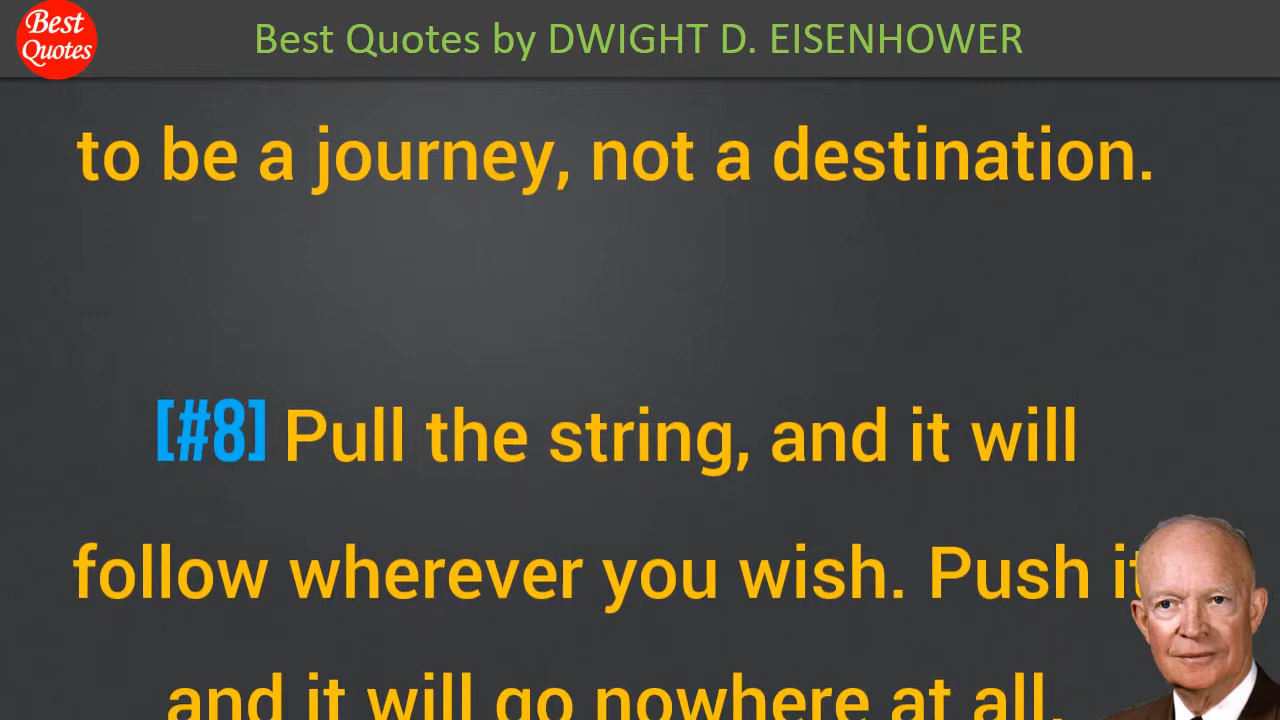 Best
Quotes
Best Quotes by DWIGHT D. EISENHOWER
to be a journey, not a destination.
[#8] Pull the string, and it will
follow wherever you wish. Push it
and it will go nowhere at all.